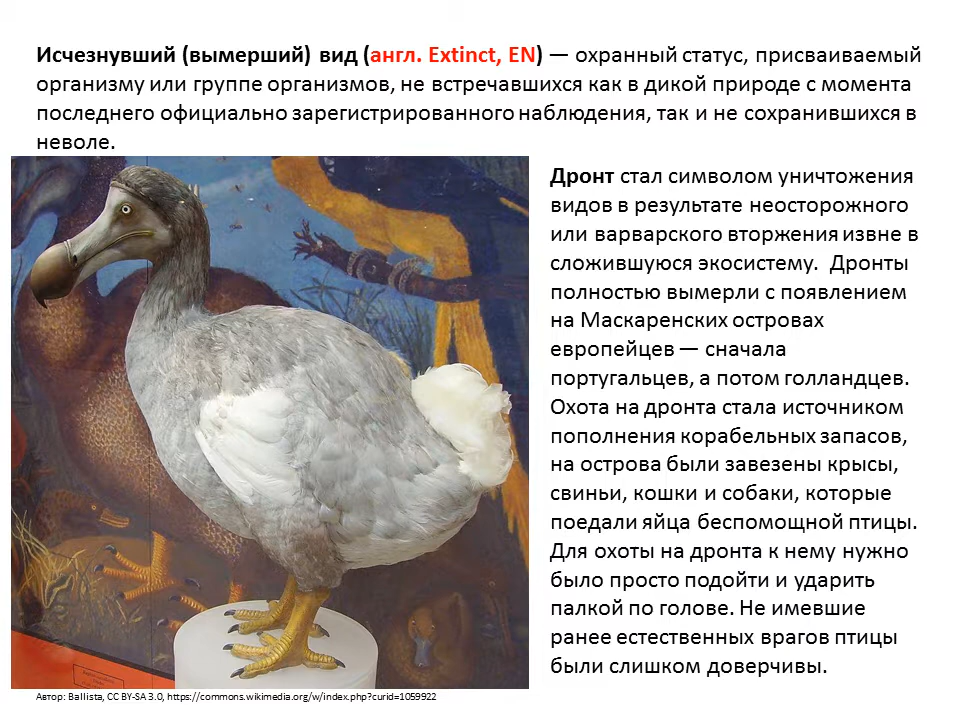 Исчезнувший (вымерший) вид (англ. Extinct, EN) — охранный статус, присваиваемый
организму или группе организмов, не встречавшихся как в дикой природе с момента
последнего официально зарегистрированного наблюдения, так и не сохранившихся в
неволе.
Дронт стал символом уничтожения
видов в результате неосторожного
или варварского вторжения извне в
сложившуюся экосистему. Дронты
полностью вымерли с появлением
на Маскаренских островах
европейцев — сначала
португальцев, а потом голландцев.
Охота на дронта стала источником
пополнения корабельных запасов,
на острова были завезены крысы,
свиньи, кошки и собаки, которые
поедали яйца беспомощной птицы.
Для охоты на дронта к нему нужно
было просто подойти и ударить
палкой по голове. Не имевшие
ранее естественных врагов птицы
были слишком доверчивы.
Автор: Ballista, CC BY-SA 3.0, https://commons.wikimedia.org/w/index.php?curid=1059922